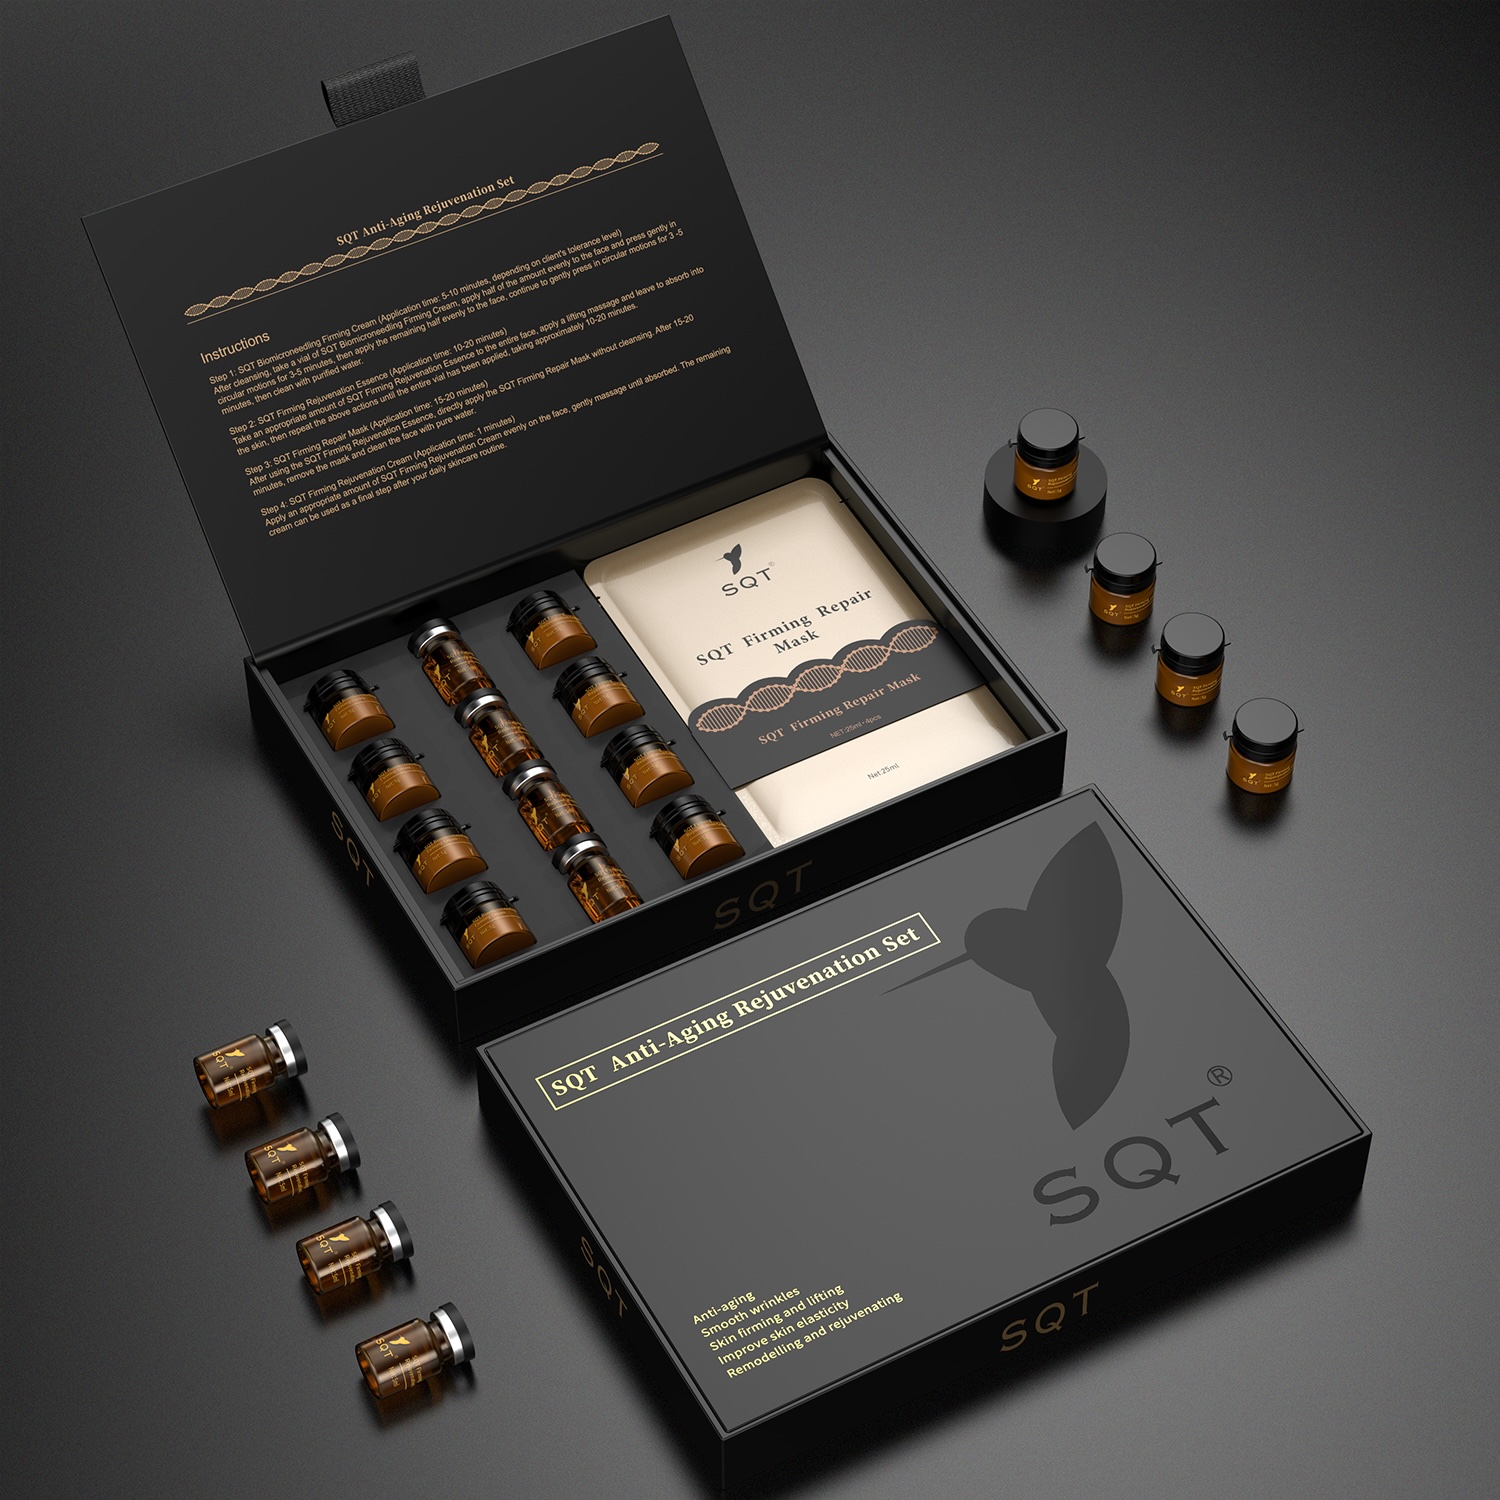 SQT Anti-Aging Rejuvenation Set
Instructions
Step 1: SQT Biomicroneedling Firming Cream (Application time: 5-10 minutes, depending on client's tolerance level)
After cleansing, take a vial of SQT Biomicroneedling Firming Cream, apply half of the amount evenly to the face and press gently in
circular motions for 3-5 minutes, then apply the remaining half evenly to the face, continue to gently press in circular motions for 3 -5
minutes, then clean with purified water.
Step 2: SQT Firming Rejuvenation Essence (Application time: 10-20 minutes)
Take an appropriate amount of SQT Firming Rejuvenation Essence to the entire face, apply a lifting massage and leave to absorb into
the skin, then repeat the above actions until the entire vial has been applied, taking approximately 10-20 minutes.
Step 3: SQT Firming Repair Mask (Application time: 15-20 minutes)
After using the SQT Firming Rejuvenation Essence, directly apply the SQT Firming Repair Mask without cleansing. After 15-20
minutes, remove the mask and clean the face with pure water.
Step 4: SQT Firming Rejuvenation Cream (Application time: 1 minutes)
Apply an appropriate amount of SQT Firming Rejuvenation Cream evenly on the face, gently massage until absorbed. The remaining
cream can be used as a final step after your daily skincare routine.
SQT®
SQT Firming Repair
Mask
SQT Firming Repair Mask
NET:25ml*4pcs
Net:25ml
SQT
SQT
SQT
SQT
SQT
SQT
SQT Anti-Aging Rejuvenation Set
SQT®
Anti-aging
Smooth wrinkles
Skin firming and lifting
Improve skin elasticity
Remodelling and rejuvenating
SQT
SQT
SQT
SQT
SQT
SQT